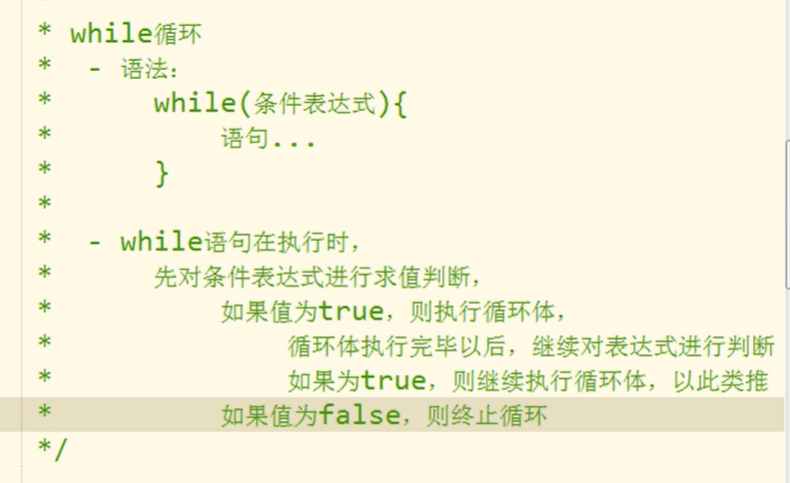 * while循环
*  - 语法:
*      while(条件表达式){
*          语句...
*      }
*
*  - while语句在执行时,
*      先对条件表达式进行求值判断,
*          如果值为true, 则执行循环体,
*              循环体执行完毕以后, 继续对表达式进行判断
*              如果为true, 则继续执行循环体, 以此类推
*          如果值为false, 则终止循环
*/